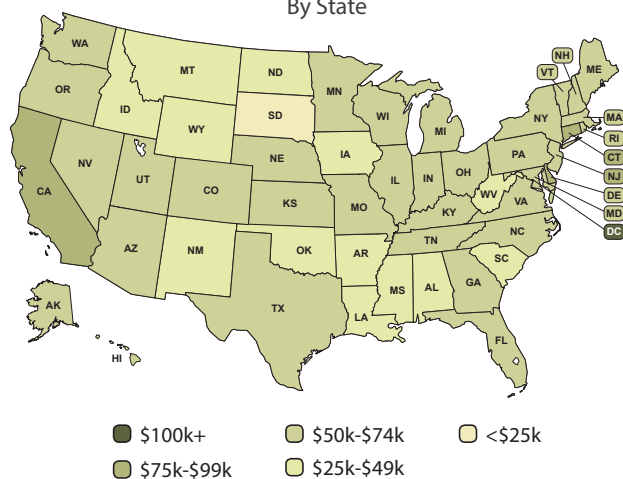 By State
WA
MT
ND
MN
NH
VT
ME
OR
ID
SD
WI
MI
NY
MA
RI
CT
NJ
DE
MD
DC
WY
IA
NE
PA
NV
UT
CO
IL
IN
OH
WV
VA
CA
KS
MO
KY
NC
AZ
NM
OK
AR
TN
SC
MS
AL
GA
TX
LA
FL
AK
HI
$100k+
$50k-$74k
<$25k
$75k-$99k
$25k-$49k